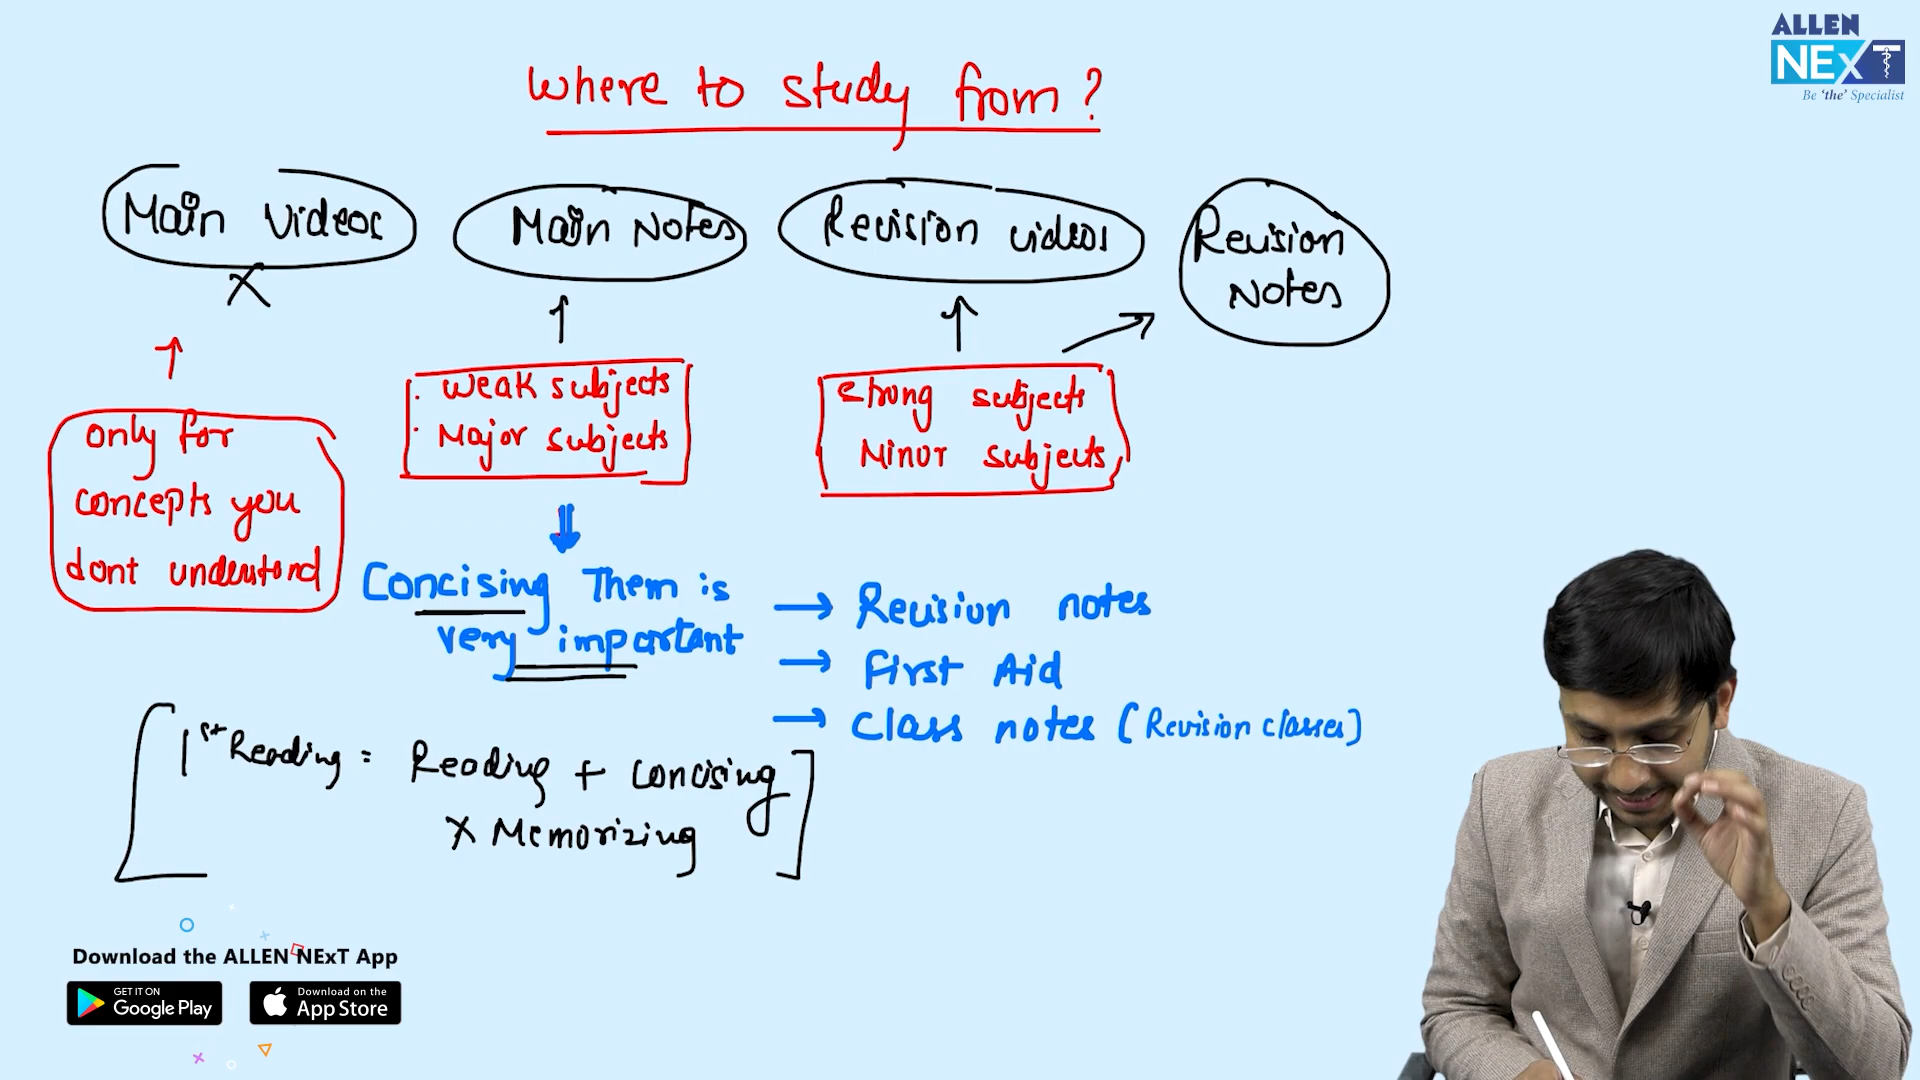 ALLEN
NExT
Be 'the' Specialist
Where to study from?
Main Videos
Main Notes
Revision videos
Revision
Notes
X
only for
concepts you
dont understand
. Weak subjects
. Major subjects
Strong subjects
Minor subjects
Concising Them is
very important
→ Revision notes
→ First Aid
→ Class notes (Revision classes)
1st Reading = Reading + Concising
X Memorizing
Download the ALLEN NExT App
GET IT ON
Google Play
Download on the
App Store